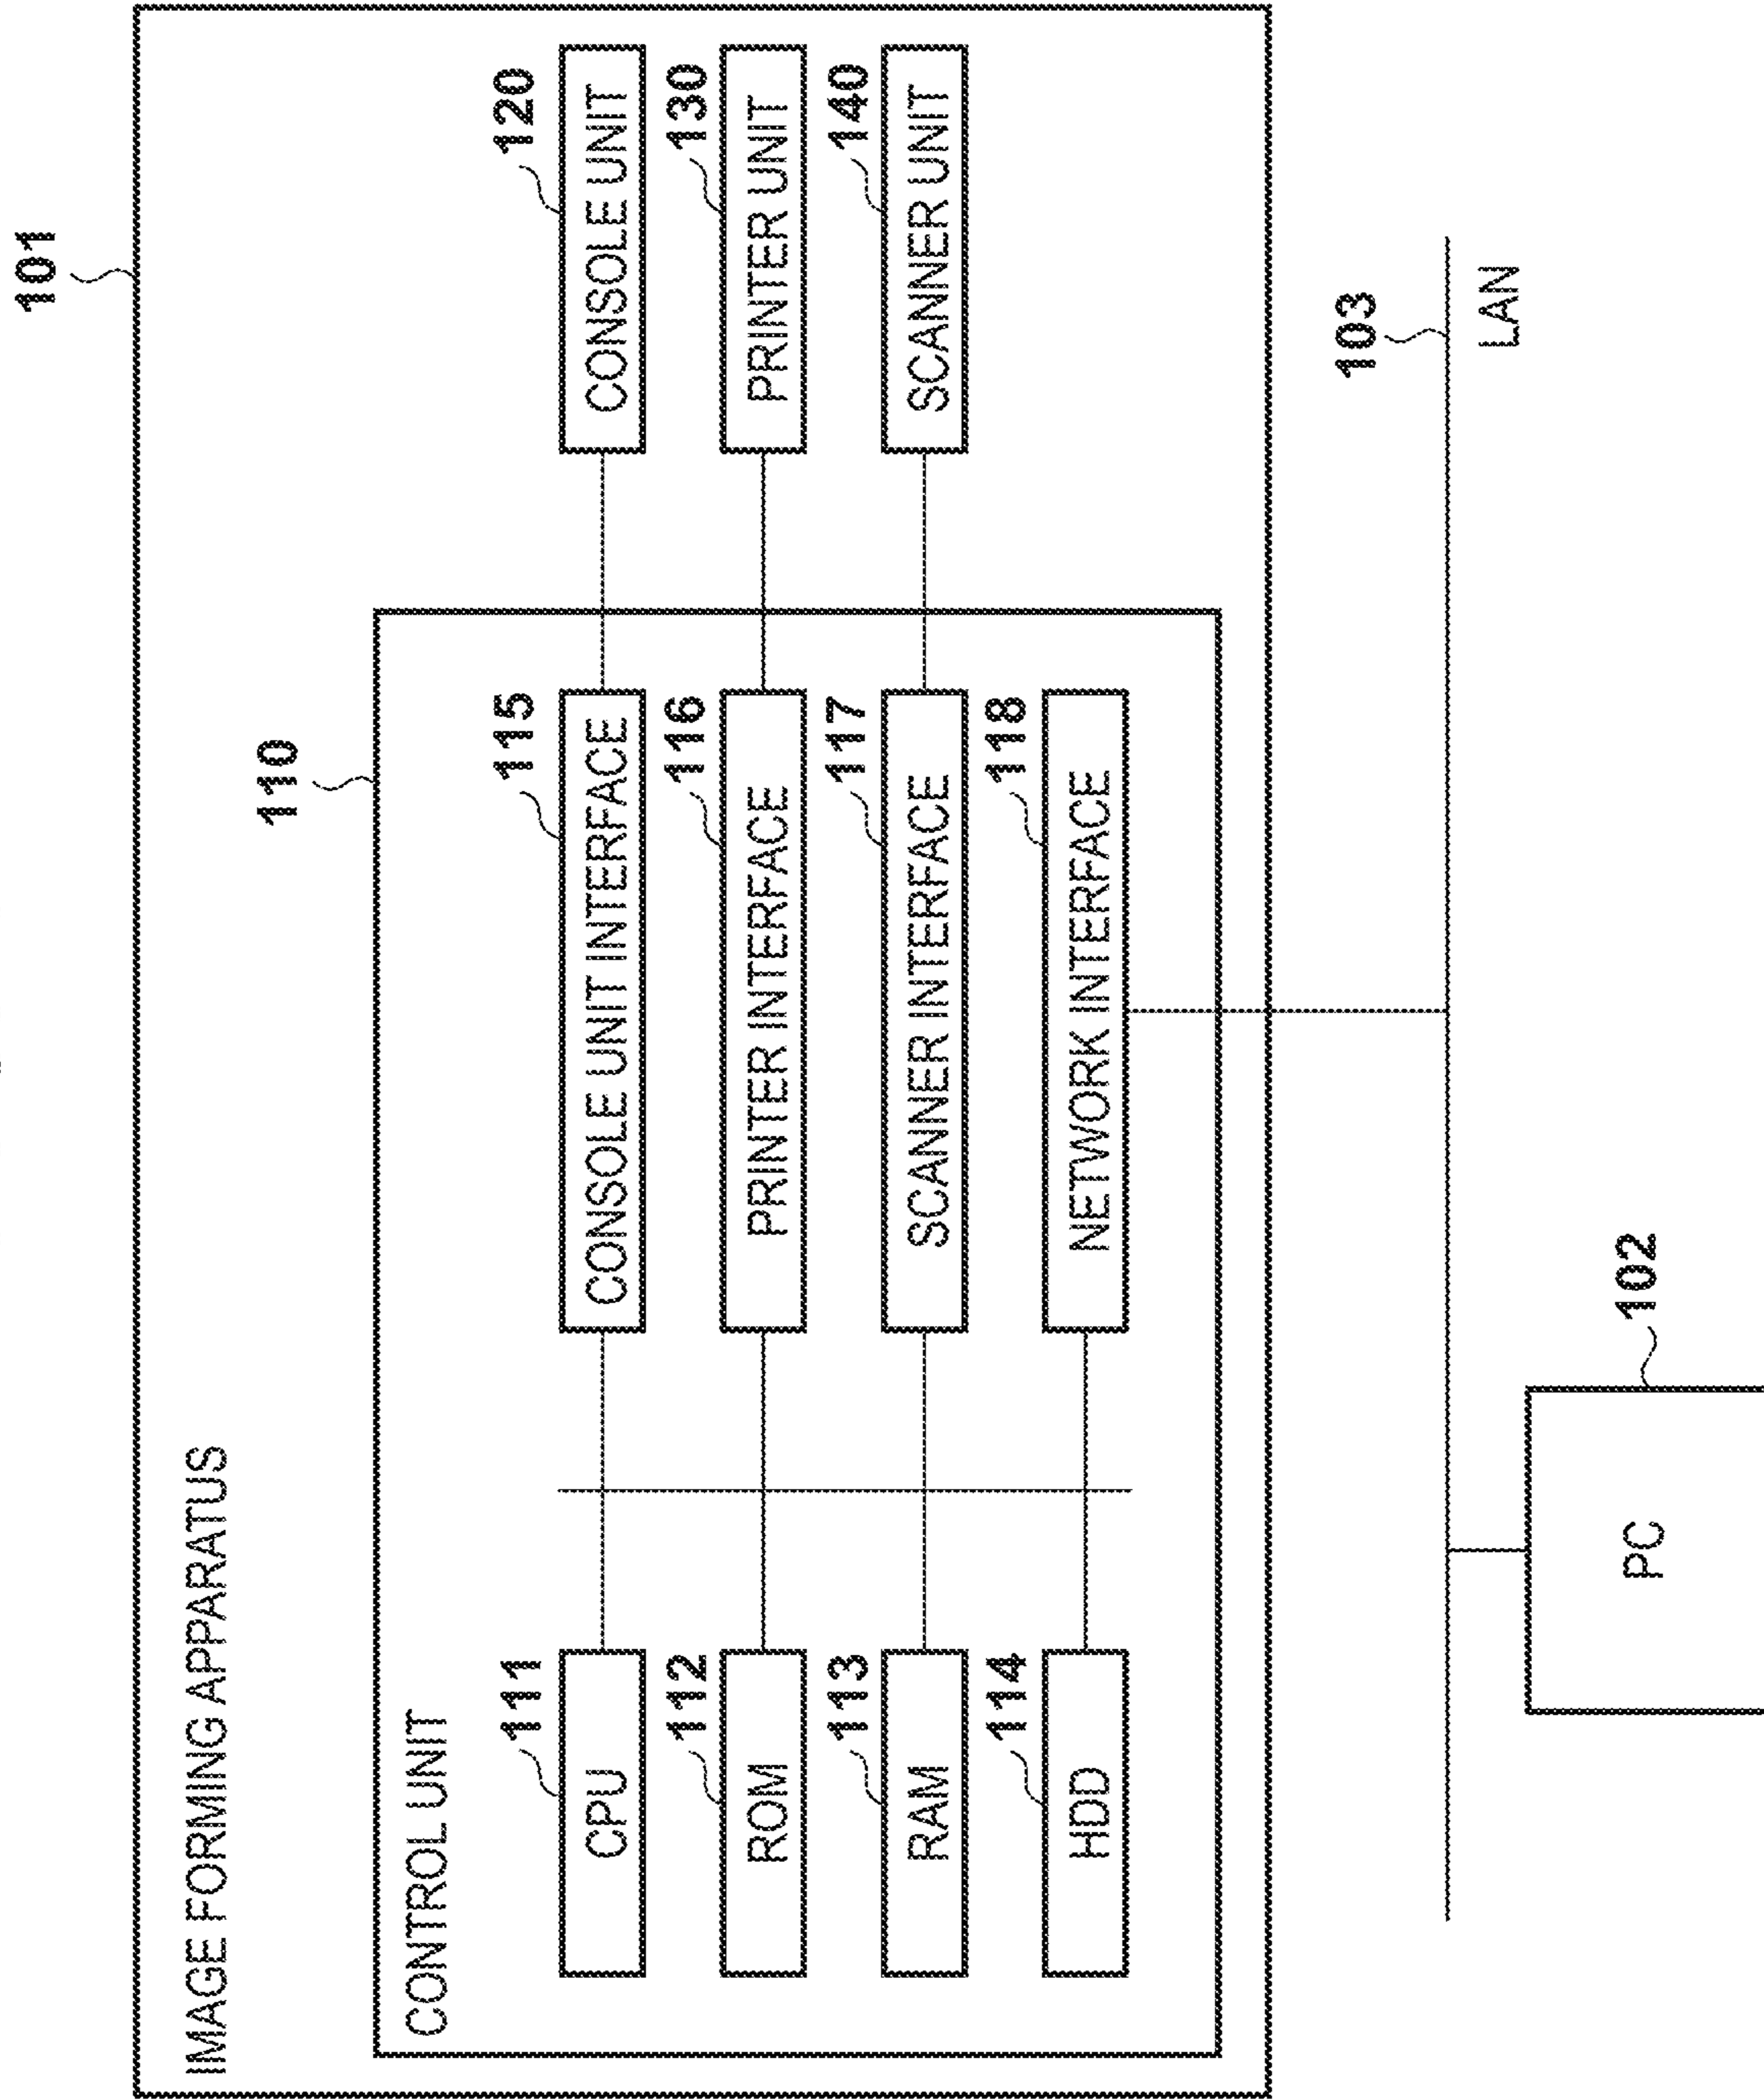 101
IMAGE FORMING APPARATUS
110
CONTROL UNIT
111
CPU
115
CONSOLE UNIT INTERFACE
120
CONSOLE UNIT
112
ROM
116
PRINTER INTERFACE
130
PRINTER UNIT
113
RAM
117
SCANNER INTERFACE
140
SCANNER UNIT
114
HDD
118
NETWORK INTERFACE
103
LAN
102
PC